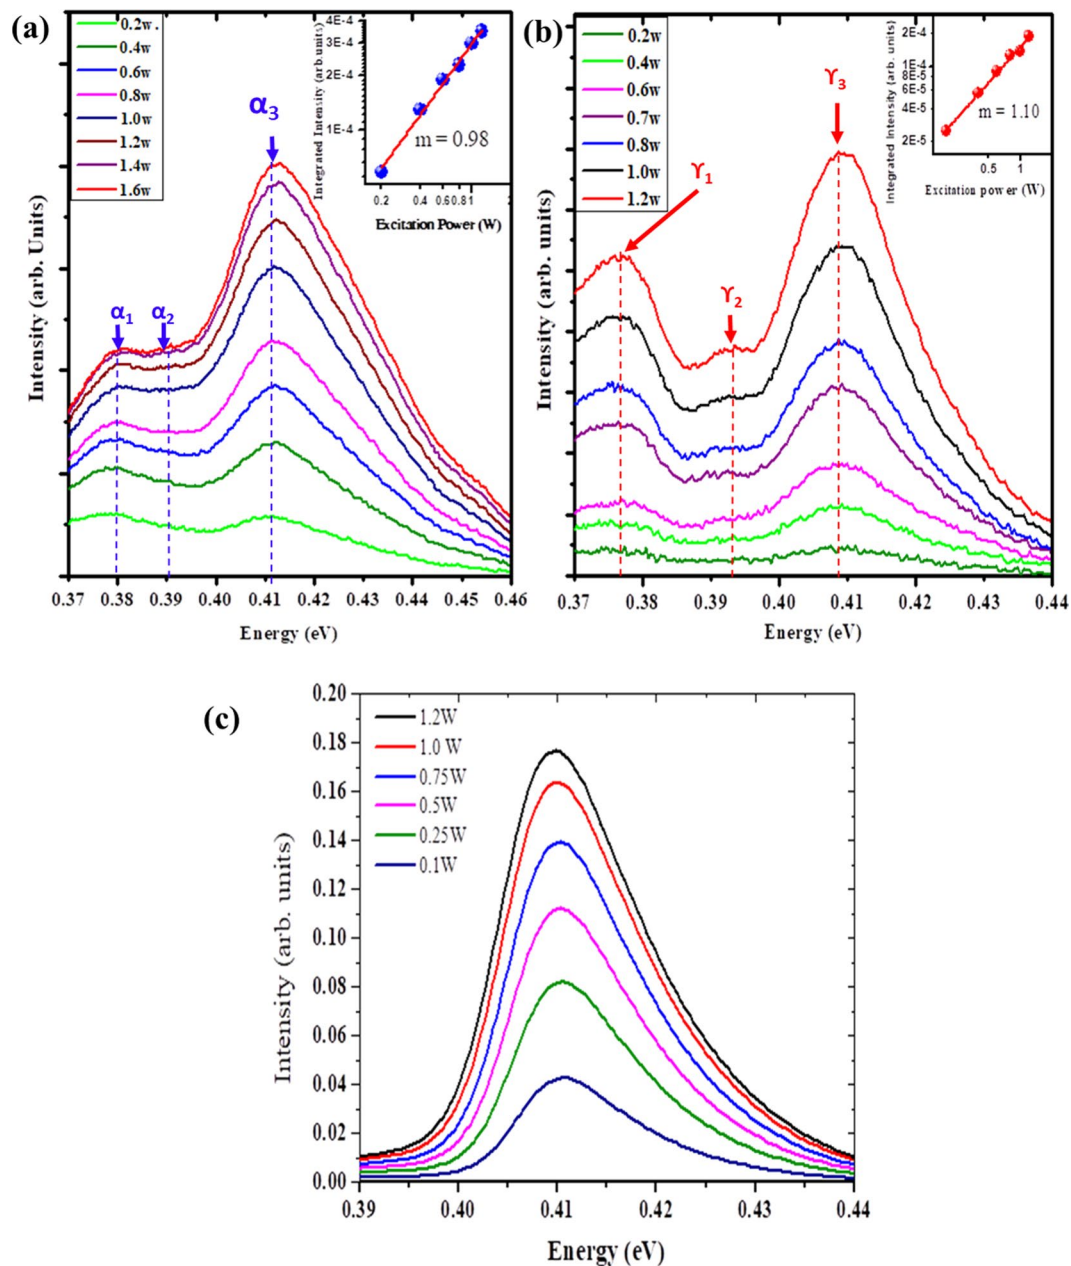 (a)
0.2w.
0.4w
0.6w
0.8w
1.0w
1.2w
1.4w
1.6w
α1
α2
α3
Integrated Intensity (arb.units)
4E-4
3E-4
2E-4
1E-4
m = 0.98
0.2 0.4 0.6 0.8 1 2
Excitation Power (W)
Intensity (arb. Units)
0.37 0.38 0.39 0.40 0.41 0.42 0.43 0.44 0.45 0.46
Energy (eV)
(b)
0.2w
0.4w
0.6w
0.7w
0.8w
1.0w
1.2w
ϒ1
ϒ2
ϒ3
Integrated Intensity (arb. units)
2E-4
1E-4
8E-5
6E-5
4E-5
2E-5
m = 1.10
0.5 1
Excitation power (W)
Intensity (arb. units)
0.37 0.38 0.39 0.40 0.41 0.42 0.43 0.44
Energy (eV)
(c)
1.2W
1.0 W
0.75W
0.5W
0.25W
0.1W
Intensity (arb. units)
0.20
0.18
0.16
0.14
0.12
0.10
0.08
0.06
0.04
0.02
0.00
0.39 0.40 0.41 0.42 0.43 0.44
Energy (eV)